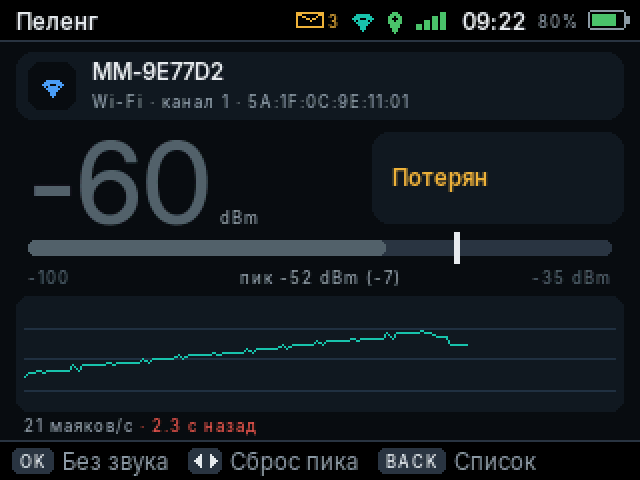 Пеленг 3 09:22 80%
MM-9E77D2
Wi-Fi · канал 1 · 5A:1F:0C:9E:11:01
-60 dBm
Потерян
-100 пик -52 dBm (-7) -35 dBm
21 маяков/с · 2.3 с назад
OK Без звука Сброс пика BACK Список